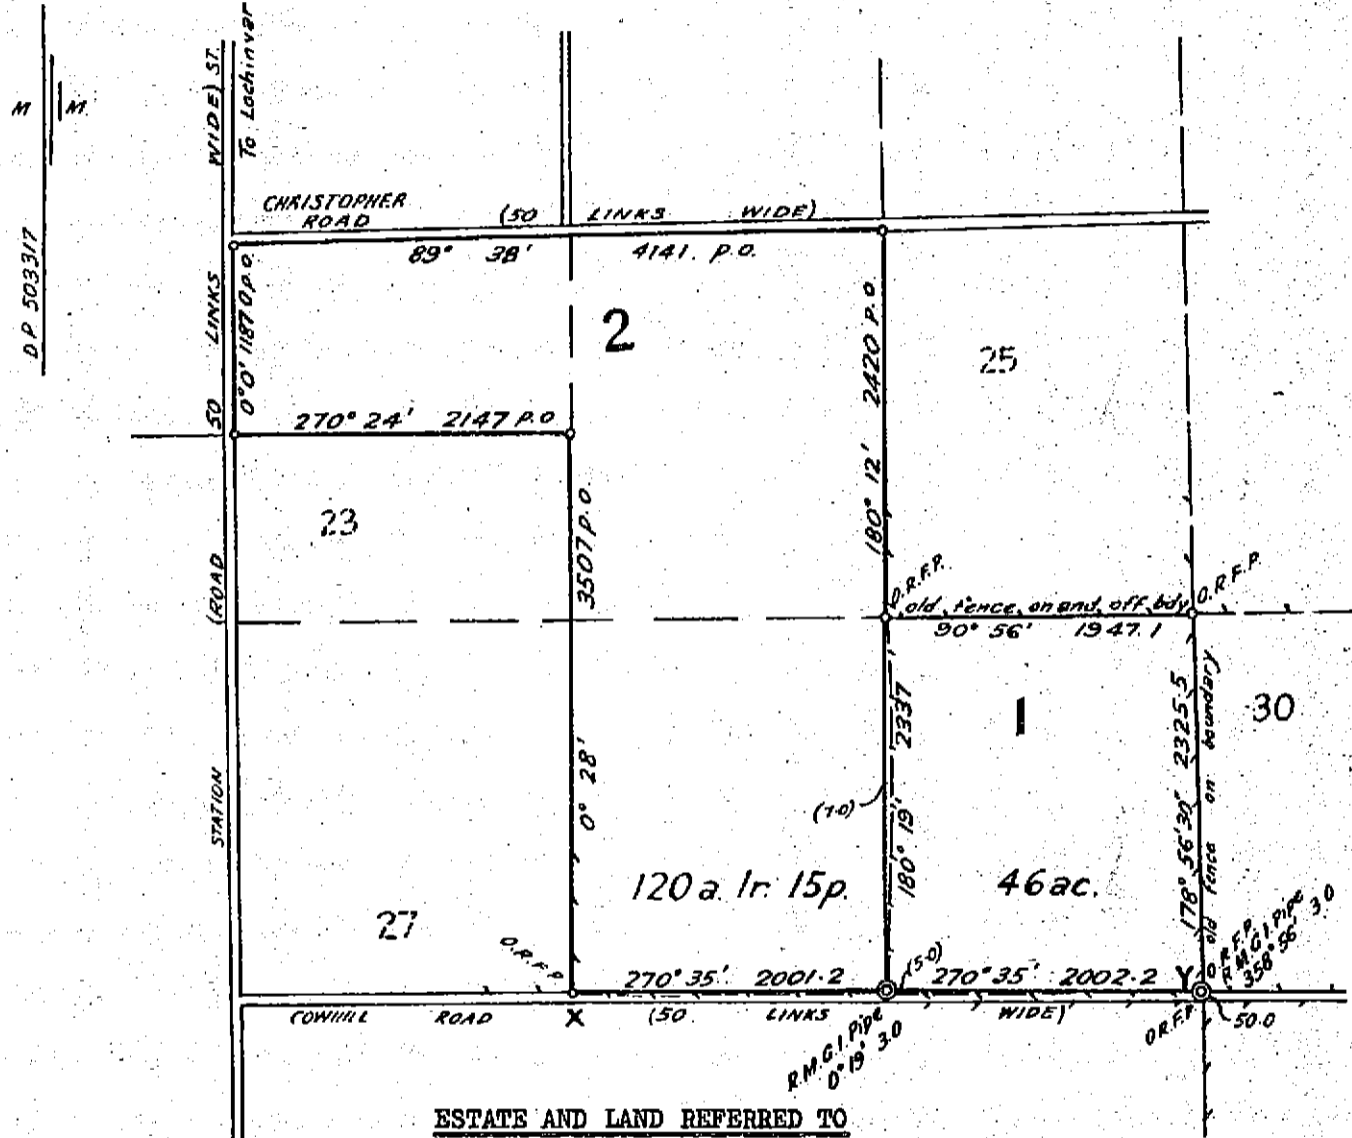 M M
DP 503317
STATION (ROAD 50 LINKS WIDE) ST.
To Lochinvar
CHRISTOPHER
ROAD (50 LINKS WIDE)
89° 38' 4141. P.O.
0°0' 1187.0 p.o.
2
2420 P.O.
180° 12'
25
270° 24' 2147 P.O
23
3507 P.O.
0° 28'
O.R.F.P.
O.R.F.P.
old fence on and off bdy
90° 56' 1947.1
2337
180° 19'
1
2325.5
178° 56' 30"
old fence on boundary
30
(7.0)
120a. 1r. 15p.
46ac.
27
O.R.F.P.
270° 35' 2001.2
(5.0)
270° 35' 2002.2 Y
O.R.F.P.
R.M.G.I. Pipe
358° 56' 3.0
X
ROAD (50 LINKS WIDE)
O.R.F.P
50.0
R.M.G.I. Pipe
0° 19' 3.0
ESTATE AND LAND REFERRED TO